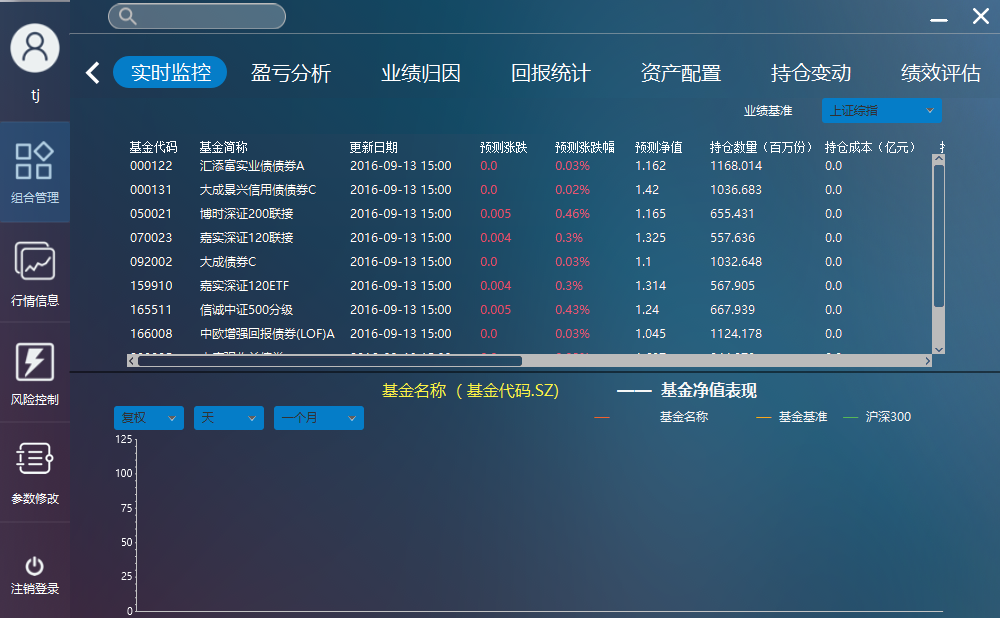 tj
组合管理
行情信息
风险控制
参数修改
注销登录
实时监控 盈亏分析 业绩归因 回报统计 资产配置 持仓变动 绩效评估
业绩基准 上证综指
基金代码 基金简称 更新日期 预测涨跌 预测涨跌幅 预测净值 持仓数量（百万份） 持仓成本（亿元）
000122 汇添富实业债债券A 2016-09-13 15:00 0.0 0.03% 1.162 1168.014 0.0
000131 大成景兴信用债债券C 2016-09-13 15:00 0.0 0.02% 1.42 1036.683 0.0
050021 博时深证200联接 2016-09-13 15:00 0.005 0.46% 1.165 655.431 0.0
070023 嘉实深证120联接 2016-09-13 15:00 0.004 0.3% 1.325 557.636 0.0
092002 大成债券C 2016-09-13 15:00 0.0 0.03% 1.1 1032.648 0.0
159910 嘉实深证120ETF 2016-09-13 15:00 0.004 0.3% 1.314 567.905 0.0
165511 信诚中证500分级 2016-09-13 15:00 0.005 0.43% 1.24 667.939 0.0
166008 中欧增强回报债券(LOF)A 2016-09-13 15:00 0.0 0.03% 1.045 1124.178 0.0
基金名称（ 基金代码.SZ) —— 基金净值表现
复权 天 一个月
基金名称 基金基准 沪深300
125
100
75
50
25
0